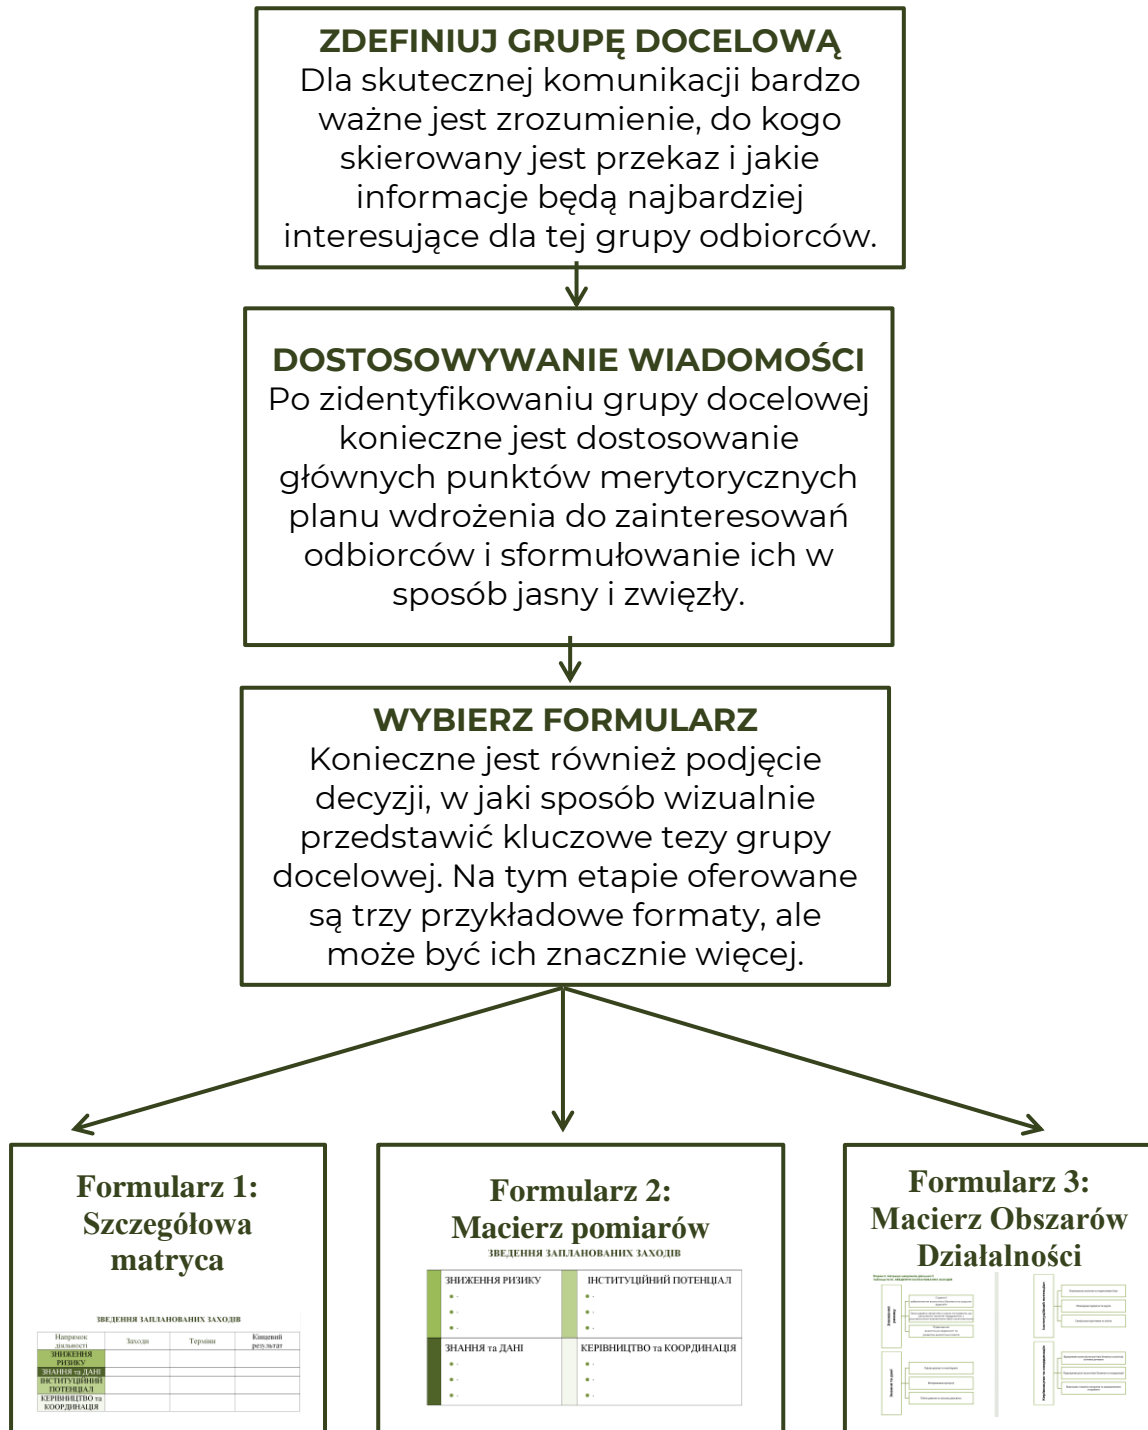 ZDEFINIUJ GRUPĘ DOCELOWĄ
Dla skutecznej komunikacji bardzo
ważne jest zrozumienie, do kogo
skierowany jest przekaz i jakie
informacje będą najbardziej
interesujące dla tej grupy odbiorców.
DOSTOSOWYWANIE WIADOMOŚCI
Po zidentyfikowaniu grupy docelowej
konieczne jest dostosowanie
głównych punktów merytorycznych
planu wdrożenia do zainteresowań
odbiorców i sformułowanie ich w
sposób jasny i zwięzły.
WYBIERZ FORMULARZ
Konieczne jest również podjęcie
decyzji, w jaki sposób wizualnie
przedstawić kluczowe tezy grupy
docelowej. Na tym etapie oferowane
są trzy przykładowe formaty, ale
może być ich znacznie więcej.
Formularz 1:
Szczegółowa
matryca
ЗВЕДЕННЯ ЗАПЛАНОВАНИХ ЗАХОДІВ
Напрямок діяльності Заходи Терміни Кінцевий результат
ЗНИЖЕННЯ
РИЗИКУ
ЗНАННЯ та ДАНІ
ІНСТИТУЦІЙНИЙ
ПОТЕНЦІАЛ
КЕРІВНИЦТВО та
КООРДИНАЦІЯ
Formularz 2:
Macierz pomiarów
ЗВЕДЕННЯ ЗАПЛАНОВАНИХ ЗАХОДІВ
ЗНИЖЕННЯ РИЗИКУ
ІНСТИТУЦІЙНИЙ ПОТЕНЦІАЛ
ЗНАННЯ та ДАНІ
КЕРІВНИЦТВО та КООРДИНАЦІЯ
Formularz 3:
Macierz Obszarów
Działalności